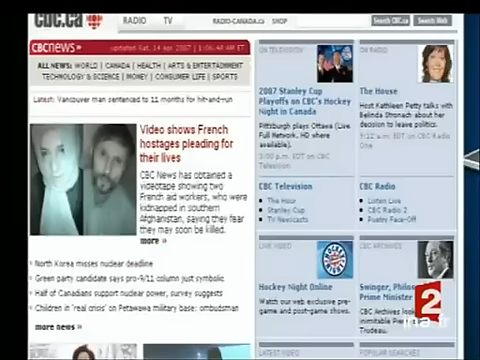 cbc.ca RADIO TV RADIO-CANADA.ca SHOP Search CBC.ca Search Web
CBCNEWS updated Sat. 14 Apr 2007 | 1:06:48 AM ET
ALL NEWS: WORLD | CANADA | HEALTH | ARTS & ENTERTAINMENT
TECHNOLOGY & SCIENCE | MONEY | CONSUMER LIFE | SPORTS
Latest: Vancouver man sentenced to 11 months for hit-and-run
Video shows French
hostages pleading for
their lives
CBC News has obtained a
videotape showing two
French aid workers, who were
kidnapped in southern
Afghanistan, saying they fear
they may soon be killed.
more »
North Korea misses nuclear deadline
Green party candidate says pro-9/11 column just symbolic
Half of Canadians support nuclear power, survey suggests
Children in 'real crisis' on Petawawa military base: ombudsman
more news »
ON TELEVISION
2007 Stanley Cup
Playoffs on CBC's Hockey
Night in Canada
Pittsburgh plays Ottawa (Live
Full Network, HD where
available).
CBC
Television
ON RADIO
The House
Host Kathleen Petty talks with
Belinda Stronach about her
decision to leave politics.
9:12 a.m. EDT on CBC Radio
One
CBC Television
The Hour
Stanley Cup
TV Newscasts
CBC Radio
Listen Live
CBC Radio 2
Poetry Face-Off
LIVE VIDEO
Hockey Night Online
Watch our web exclusive pre-
game and post-game shows.
CBC ARCHIVES
Swinger, Philoso
Prime Minister
CBC Archives look
inimitable Pier
Trudeau.
2
ina.fr
LATEST VIDEO
POPULAR SEARCHES